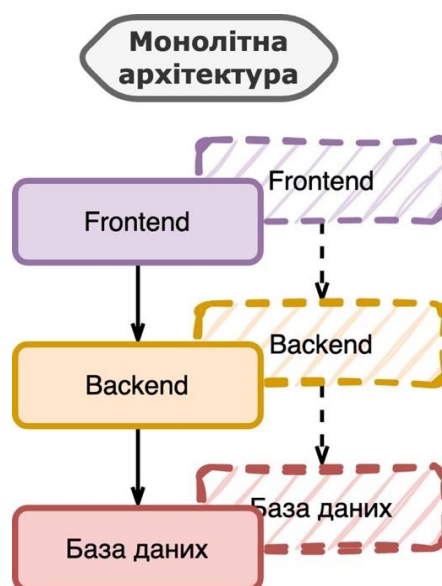 Монолітна
архітектура
Frontend
Frontend
Backend
Backend
База даних
База даних